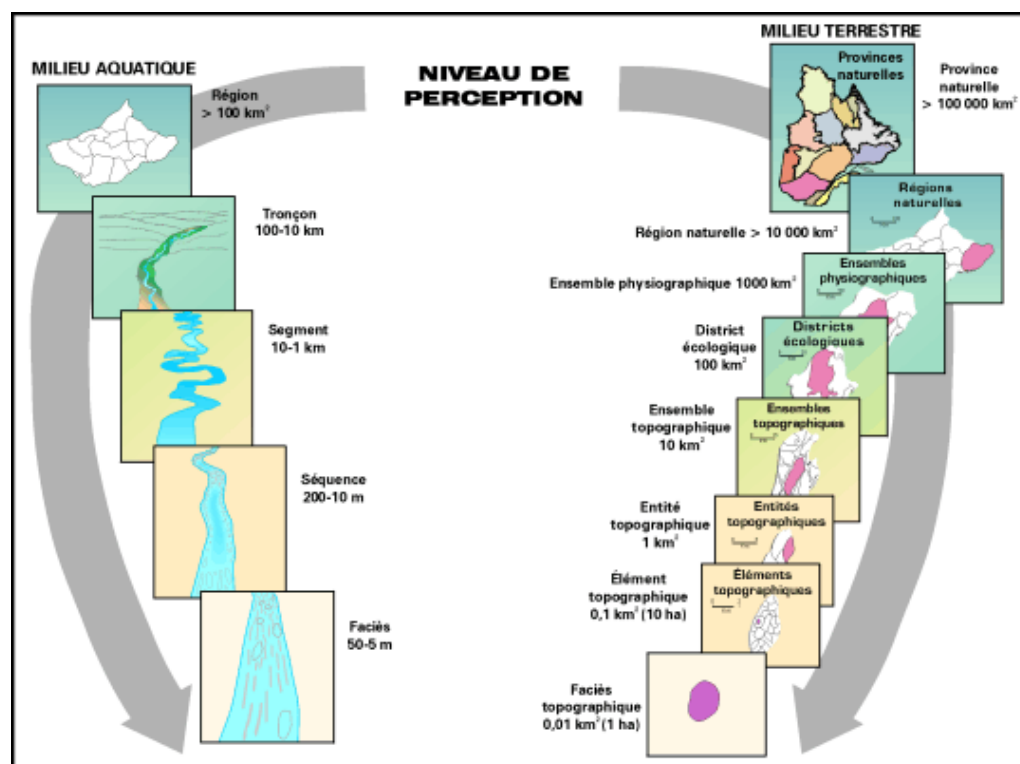 NIVEAU DE
PERCEPTION
MILIEU AQUATIQUE
Région
> 100 km²
Tronçon
100-10 km
Segment
10-1 km
Séquence
200-10 m
Faciès
50-5 m
MILIEU TERRESTRE
Provinces
naturelles
Province
naturelle
> 100 000 km²
Régions
naturelles
Région naturelle > 10 000 km²
Ensembles
physiographiques
Ensemble physiographique 1000 km²
Districts
écologiques
District
écologique
100 km²
Ensembles
topographiques
Ensemble
topographique
10 km²
Entités
topographiques
Entité
topographique
1 km²
Éléments
topographiques
Élément
topographique
0,1 km² (10 ha)
Faciès
topographique
0,01 km² (1 ha)